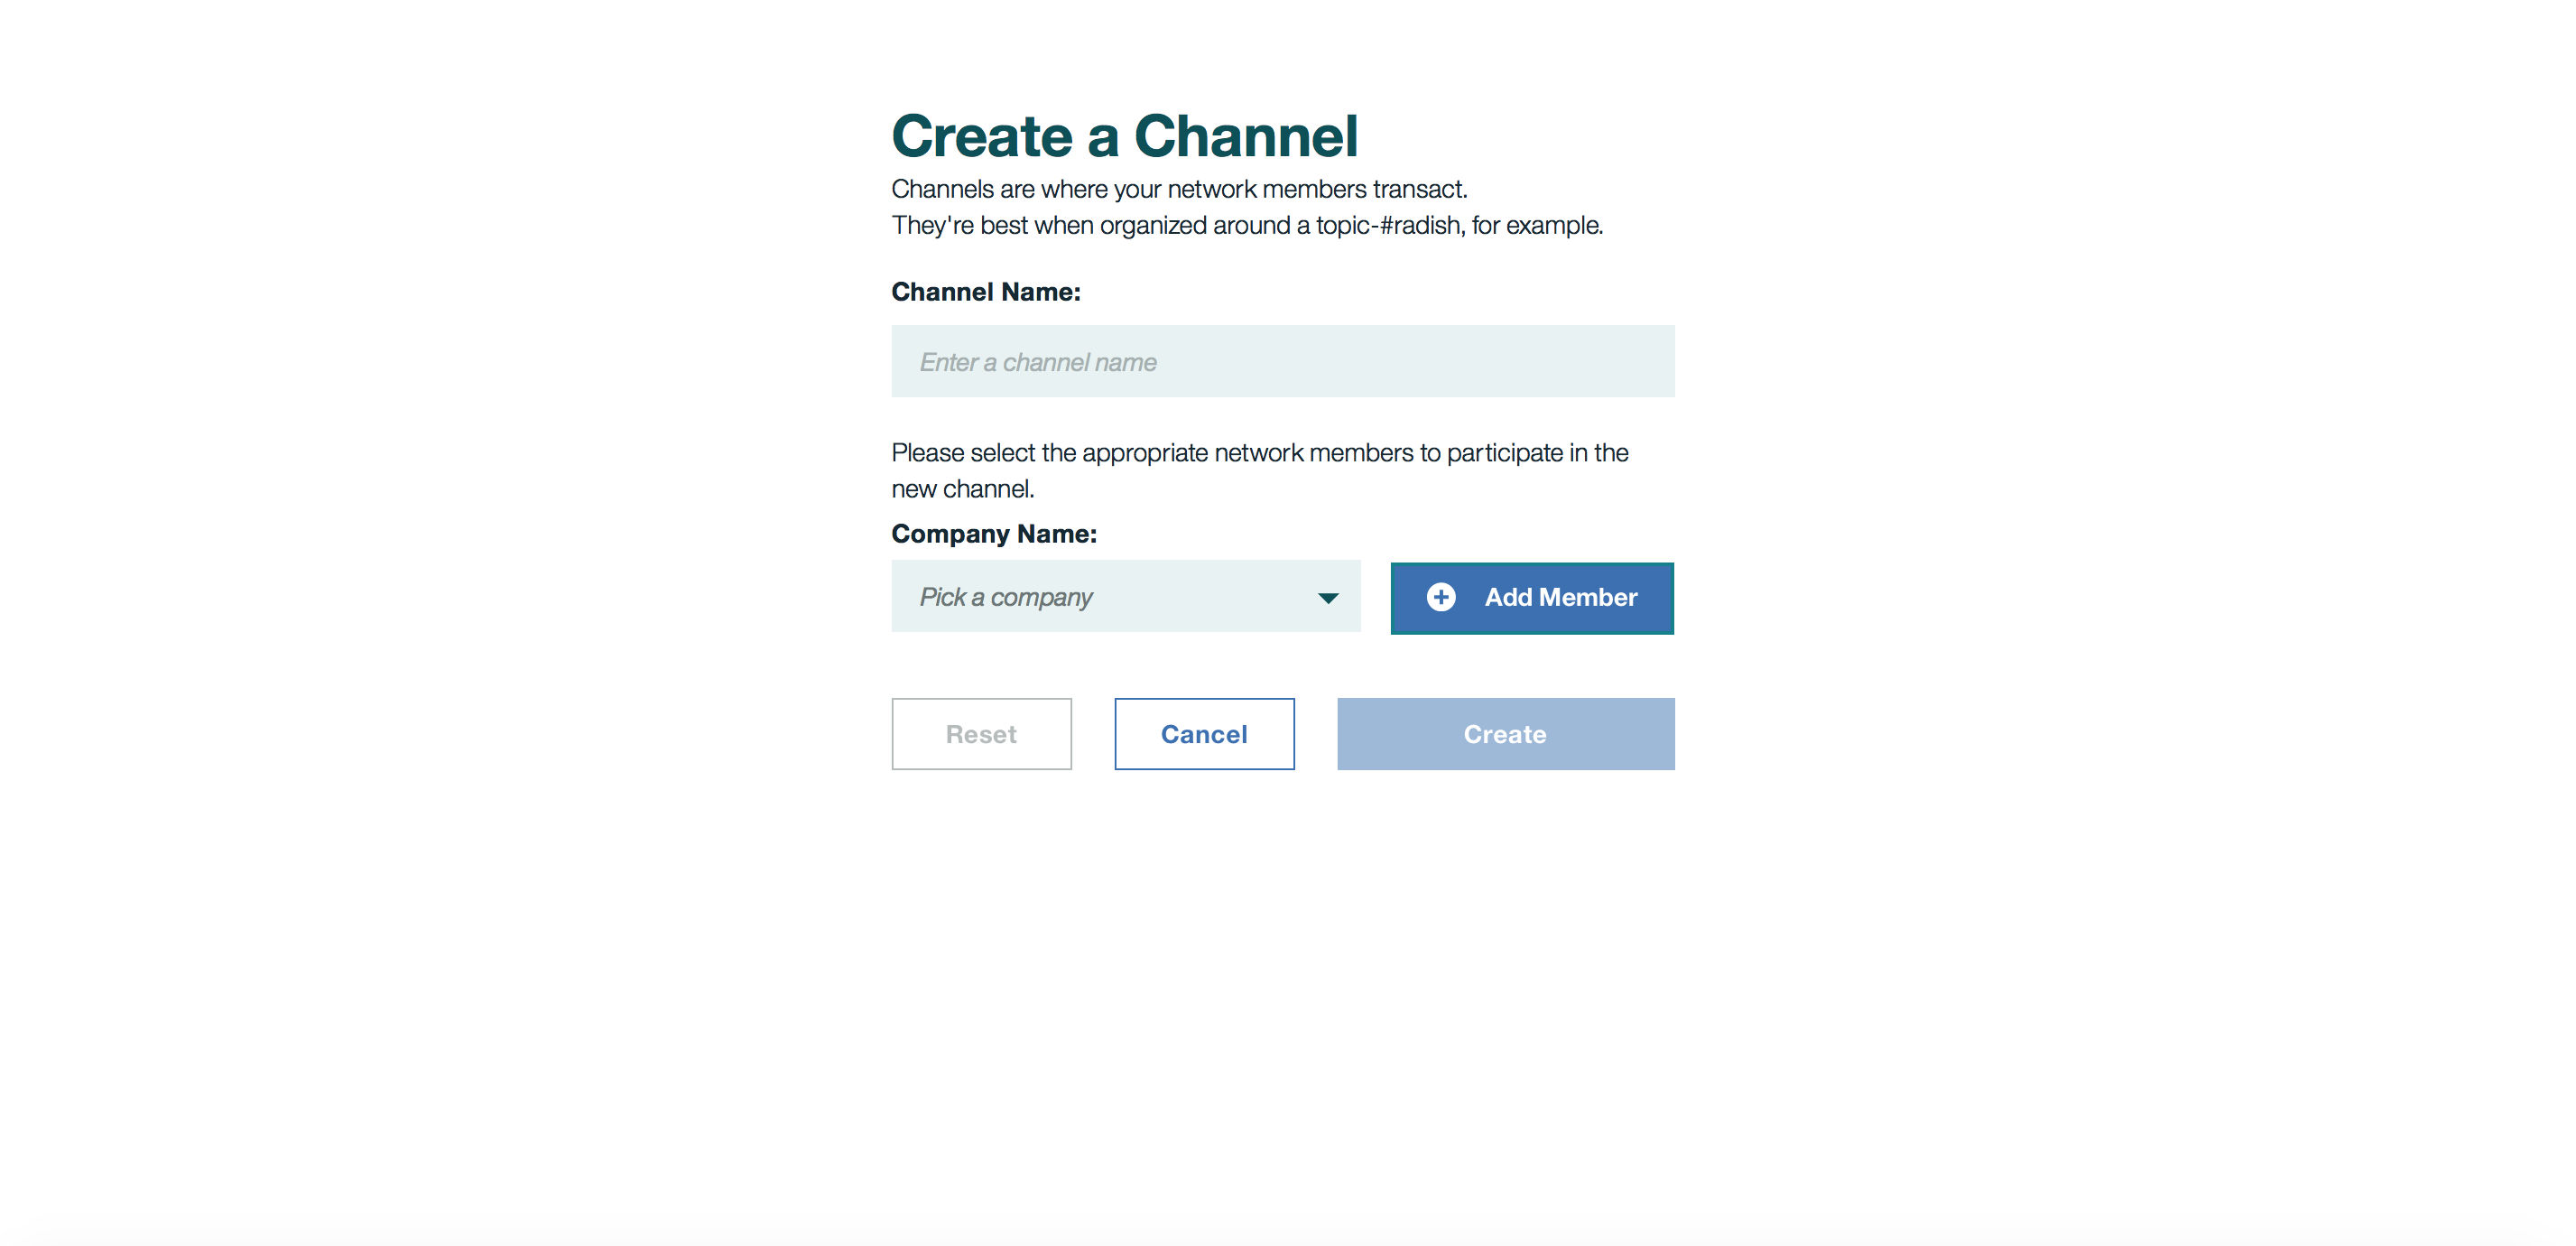 Create a Channel
Channels are where your network members transact.
They're best when organized around a topic-#radish, for example.
Channel Name:
Enter a channel name
Please select the appropriate network members to participate in the
new channel.
Company Name:
Pick a company
Add Member
Reset
Cancel
Create